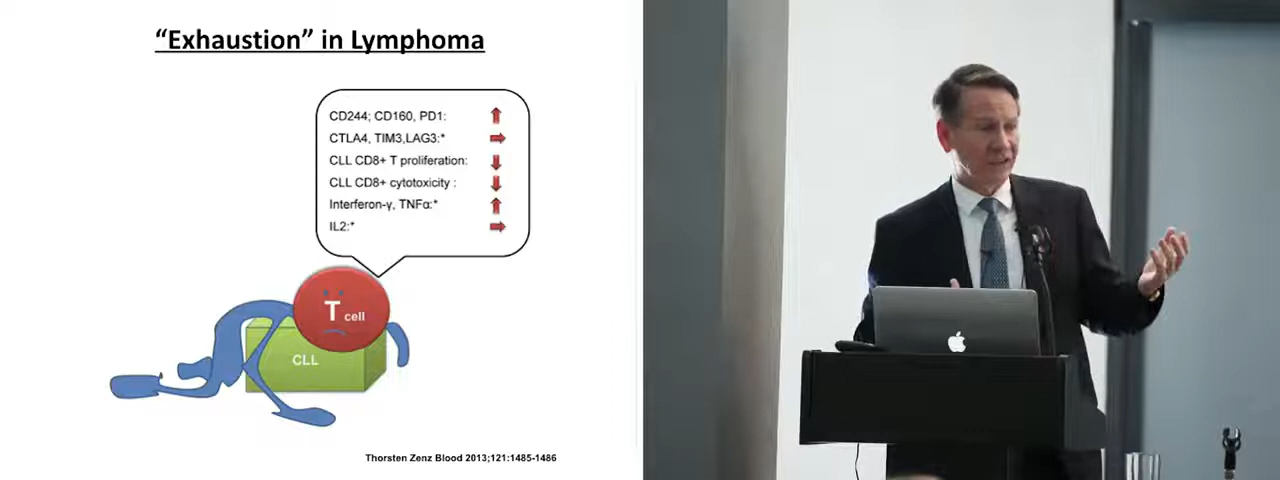 "Exhaustion" in Lymphoma
CD244; CD160, PD1:
CTLA4, TIM3,LAG3:*
CLL CD8+ T proliferation:
CLL CD8+ cytotoxicity :
Interferon-γ, TNFα:*
IL2:*
T cell
CLL
Thorsten Zenz Blood 2013;121:1485-1486